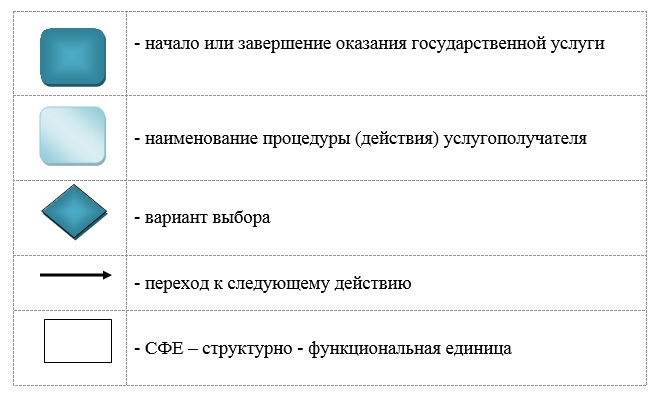 - начало или завершение оказания государственной услуги
- наименование процедуры (действия) услугополучателя
- вариант выбора
- переход к следующему действию
- СФЕ – структурно - функциональная единица